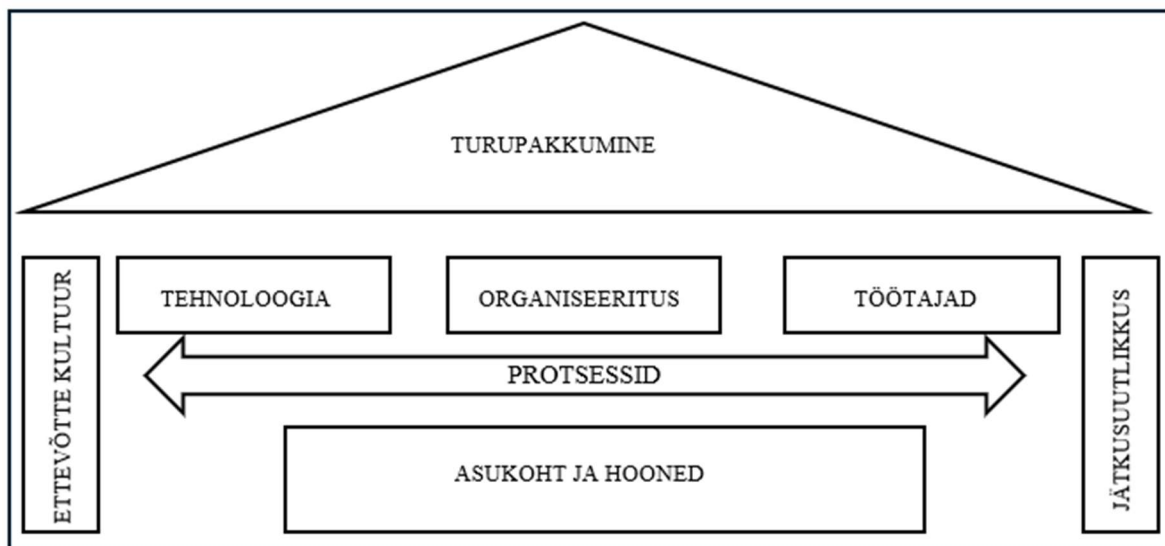 TURUPAKKUMINE
ETTEVÕTTE KULTUUR
TEHNOLOOGIA
ORGANISEERITUS
TÖÖTAJAD
JÄTKUSUUTLIKKUS
PROTSESSID
ASUKOHT JA HOONED